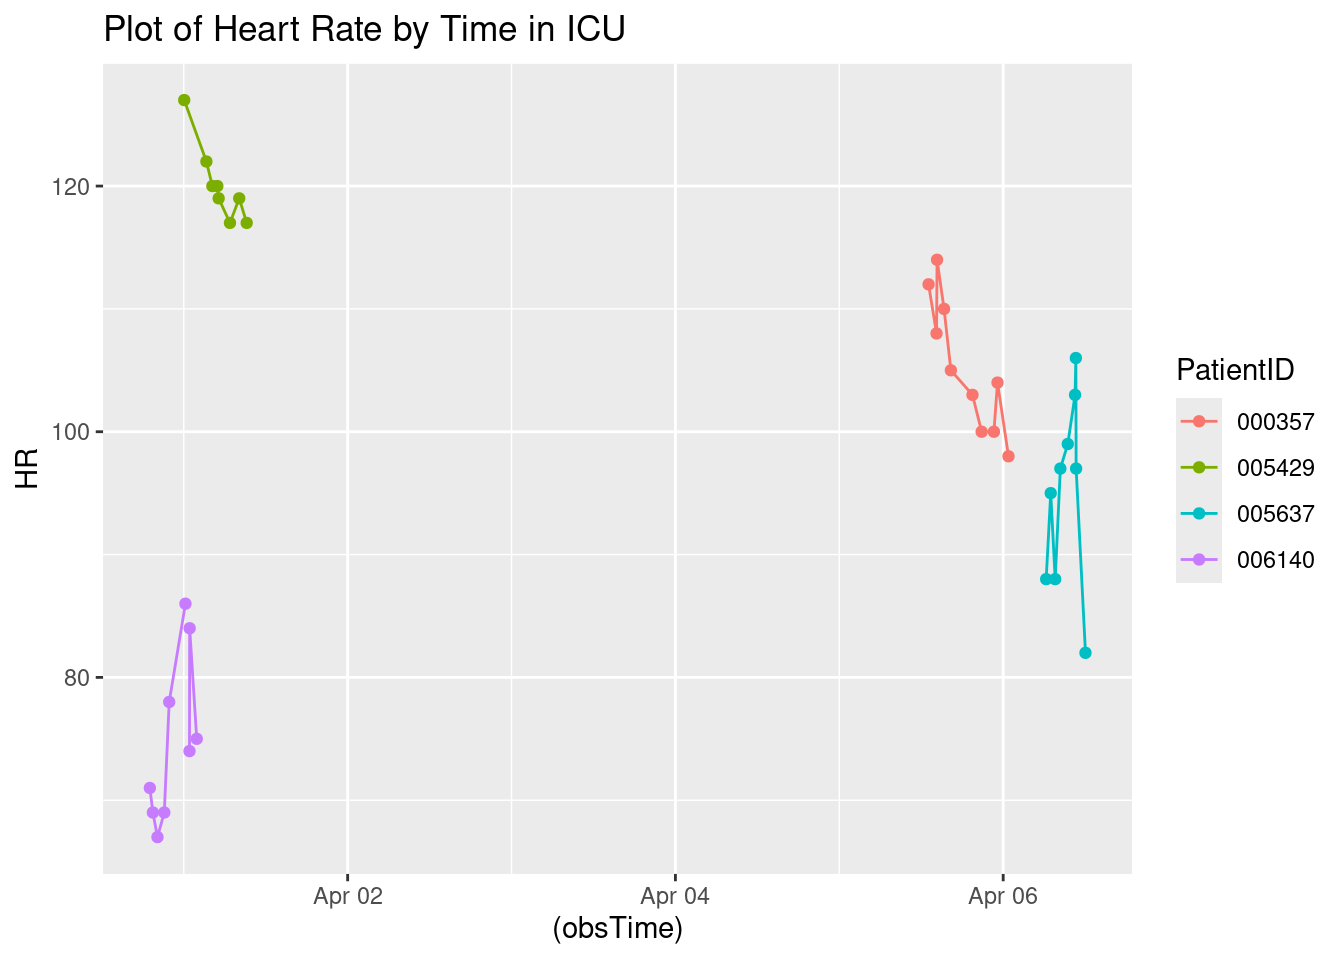 Plot of Heart Rate by Time in ICU
120
100
80
HR
Apr 02
Apr 04
Apr 06
(obsTime)
PatientID
000357
005429
005637
006140